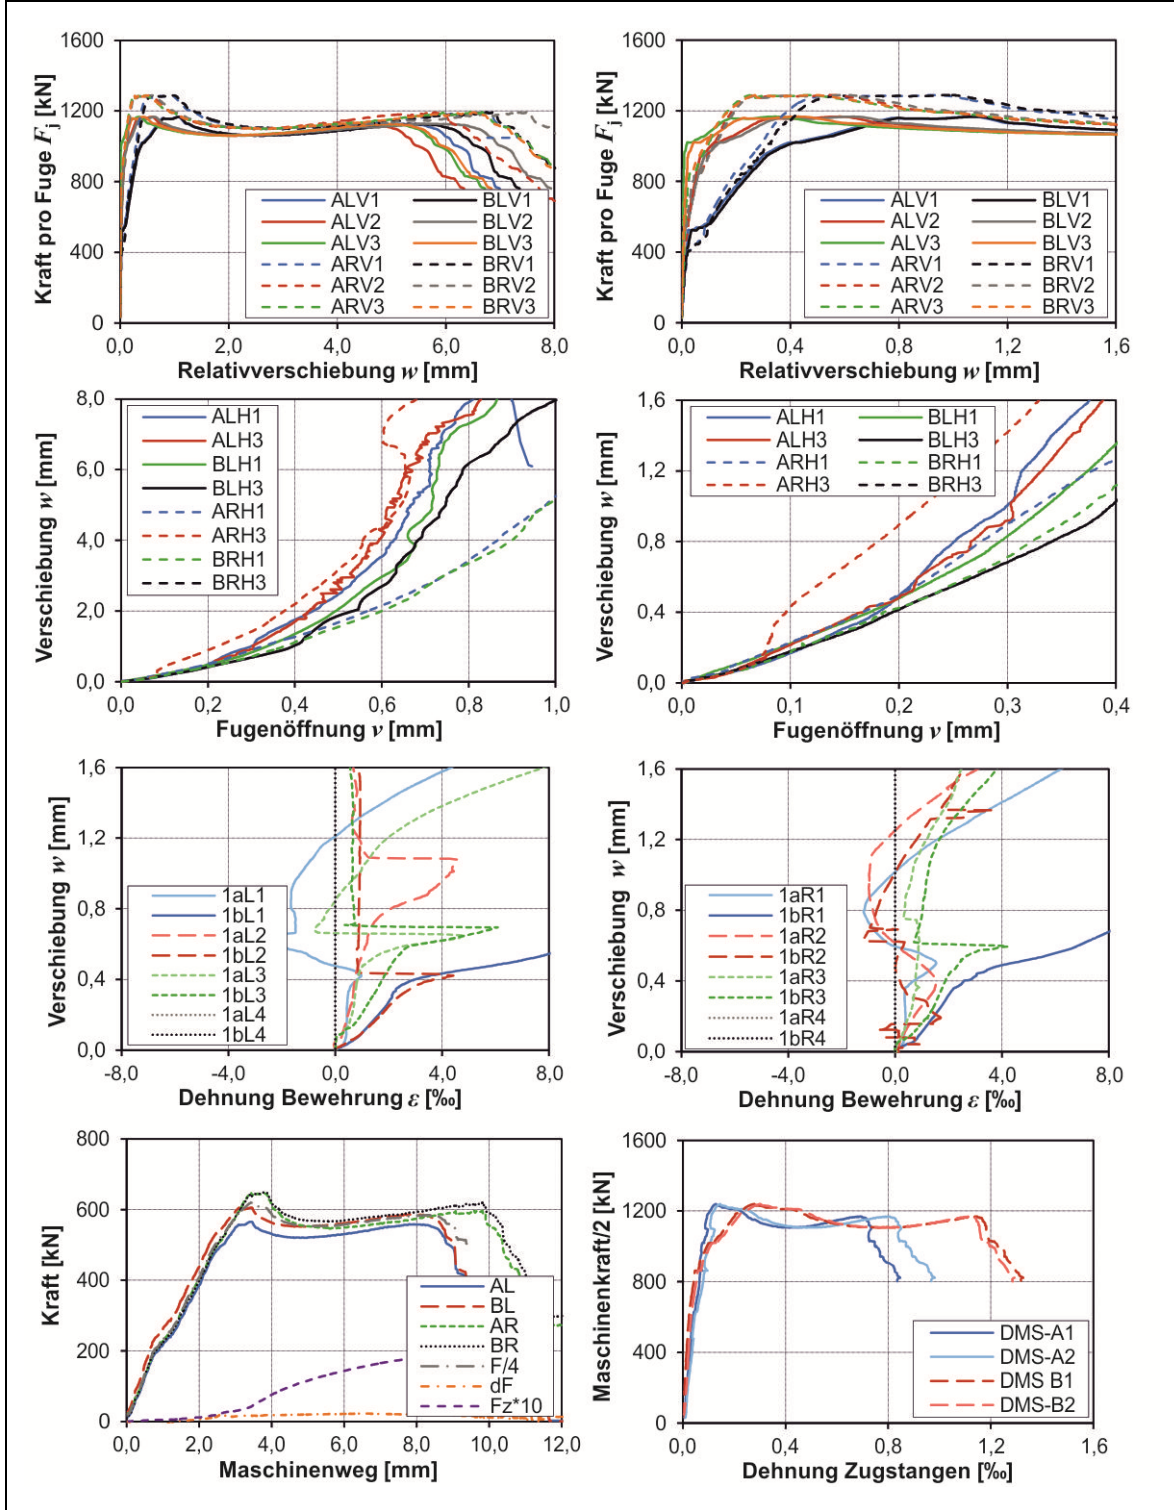 1600
1200
800
400
0
0,0 2,0 4,0 6,0 8,0
Kraft pro Fuge Fj [kN]
Relativverschiebung w [mm]
ALV1 BLV1
ALV2 BLV2
ALV3 BLV3
ARV1 BRV1
ARV2 BRV2
ARV3 BRV3
1600
1200
800
400
0
0,0 0,4 0,8 1,2 1,6
Kraft pro Fuge Fj [kN]
Relativverschiebung w [mm]
ALV1 BLV1
ALV2 BLV2
ALV3 BLV3
ARV1 BRV1
ARV2 BRV2
ARV3 BRV3
8,0
6,0
4,0
2,0
0,0
0,0 0,2 0,4 0,6 0,8 1,0
Verschiebung w [mm]
Fugenöffnung v [mm]
ALH1
ALH3
BLH1
BLH3
ARH1
ARH3
BRH1
BRH3
1,6
1,2
0,8
0,4
0,0
0,0 0,1 0,2 0,3 0,4
Verschiebung w [mm]
Fugenöffnung v [mm]
ALH1 BLH1
ALH3 BLH3
ARH1 BRH1
ARH3 BRH3
1,6
1,2
0,8
0,4
0,0
-8,0 -4,0 0,0 4,0 8,0
Verschiebung w [mm]
Dehnung Bewehrung ε [‰]
1aL1
1bL1
1aL2
1bL2
1aL3
1bL3
1aL4
1bL4
1,6
1,2
0,8
0,4
0,0
-8,0 -4,0 0,0 4,0 8,0
Verschiebung w [mm]
Dehnung Bewehrung ε [‰]
1aR1
1bR1
1aR2
1bR2
1aR3
1bR3
1aR4
1bR4
800
600
400
200
0
0,0 2,0 4,0 6,0 8,0 10,0 12,0
Kraft [kN]
Maschinenweg [mm]
AL
BL
AR
BR
F/4
dF
Fz*10
1600
1200
800
400
0
0,0 0,4 0,8 1,2 1,6
Maschinenkraft/2 [kN]
Dehnung Zugstangen [‰]
DMS-A1
DMS-A2
DMS B1
DMS-B2